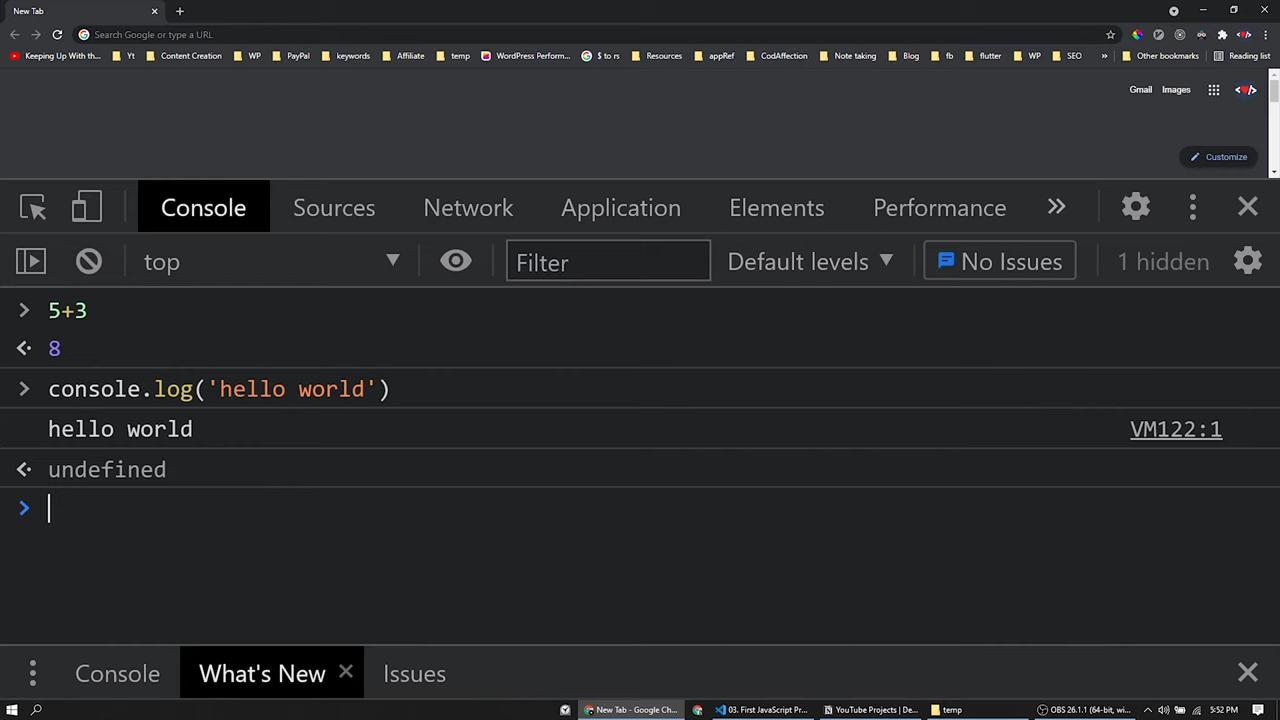 New Tab
Search Google or type a URL
Keeping Up With th... Yt Content Creation WP PayPal keywords Affiliate temp WordPress Perform... $ to rs Resources appRef CodAffection Note taking Blog fb flutter WP SEO » Other bookmarks Reading list
Gmail Images
Customize
Console Sources Network Application Elements Performance »
top Filter Default levels No Issues 1 hidden
> 5+3
8
> console.log('hello world')
hello world VM122:1
undefined
>
Console What's New Issues
New Tab - Google Ch... 03. First JavaScript Pr... YouTube Projects | De... temp OBS 26.1.1 (64-bit, wi... 5:52 PM